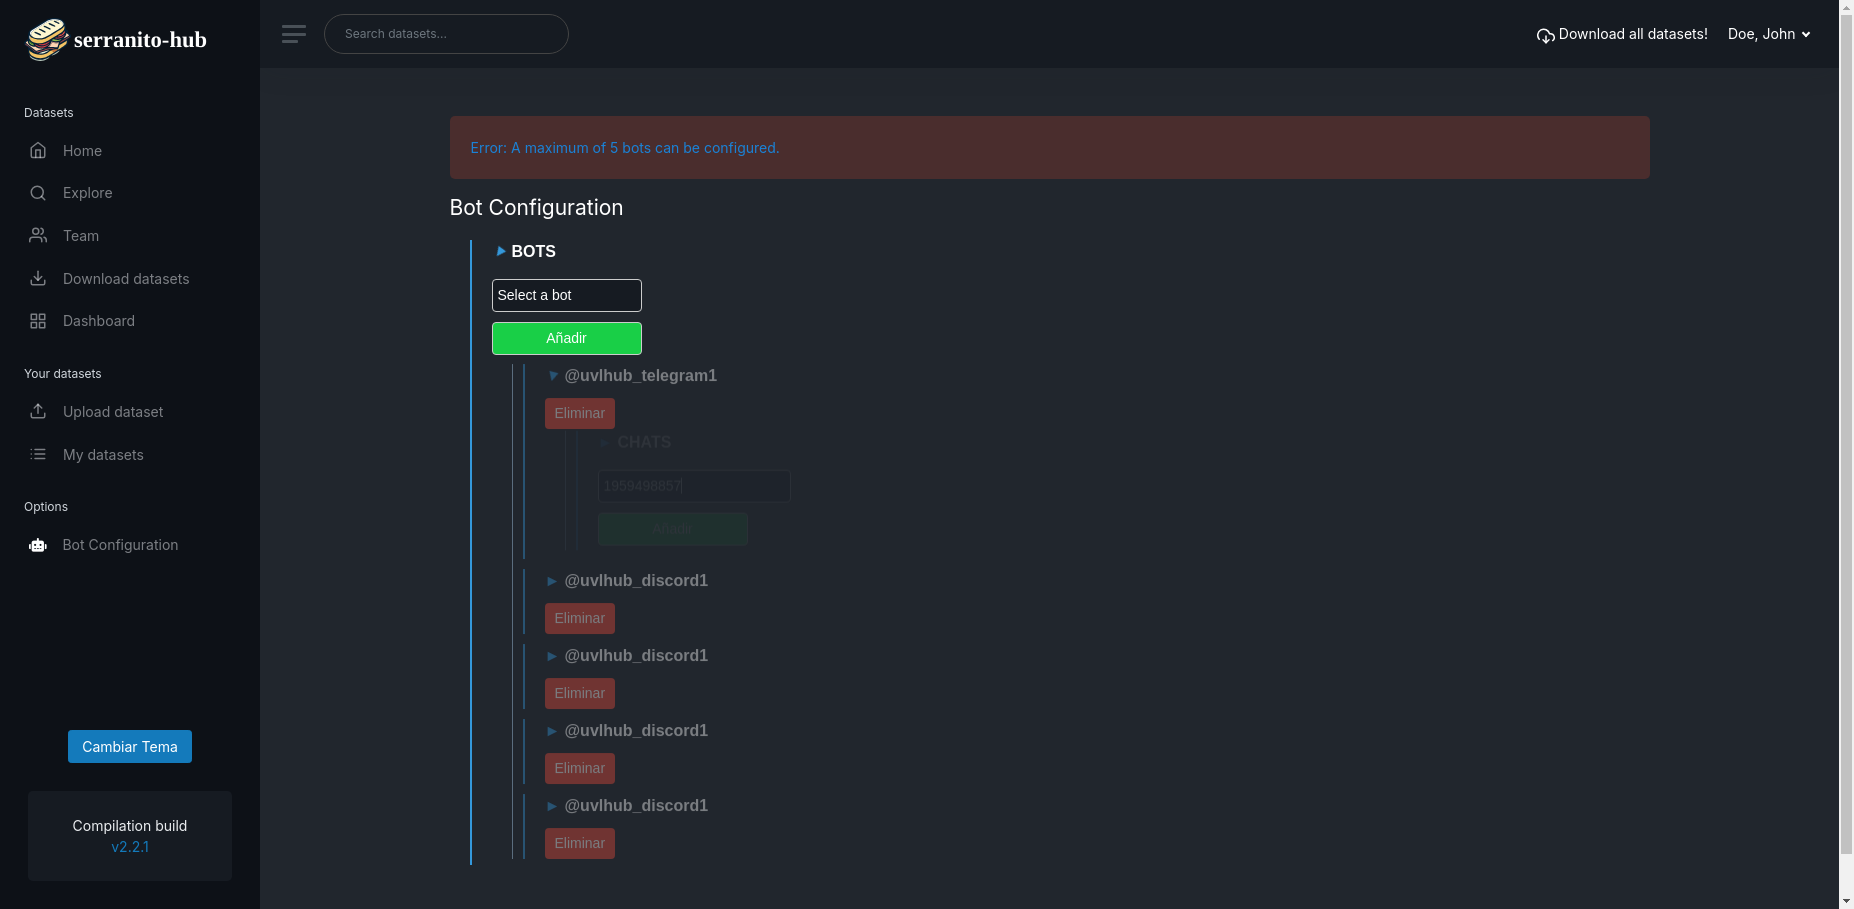 serranito-hub
Search datasets...
Download all datasets!
Doe, John
Datasets
Home
Explore
Team
Download datasets
Dashboard
Your datasets
Upload dataset
My datasets
Options
Bot Configuration
Cambiar Tema
Compilation build
v2.2.1
Error: A maximum of 5 bots can be configured.
Bot Configuration
BOTS
Select a bot
Añadir
@uvlhub_telegram1
Eliminar
CHATS
1959498857
Añadir
@uvlhub_discord1
Eliminar
@uvlhub_discord1
Eliminar
@uvlhub_discord1
Eliminar
@uvlhub_discord1
Eliminar